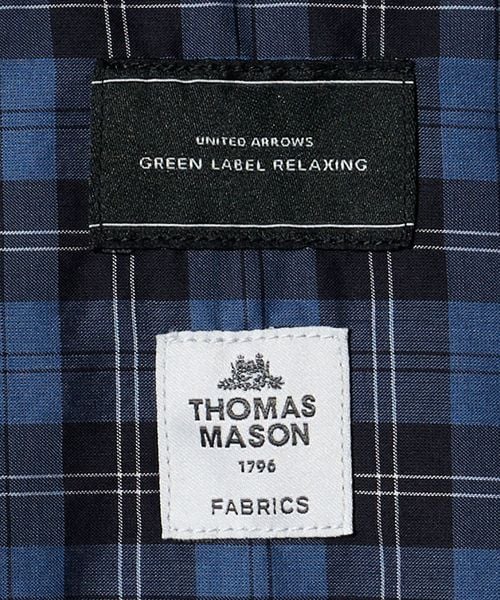 UNITED ARROWS
GREEN LABEL RELAXING
THOMAS
MASON
1796
FABRICS